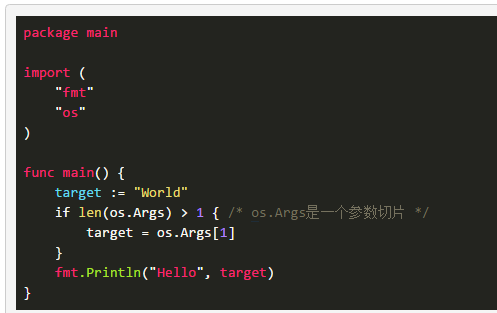 package main
import (
"fmt"
"os"
)
func main() {
target := "World"
if len(os.Args) > 1 { /* os.Args是一个参数切片 */
target = os.Args[1]
}
fmt.Println("Hello", target)
}